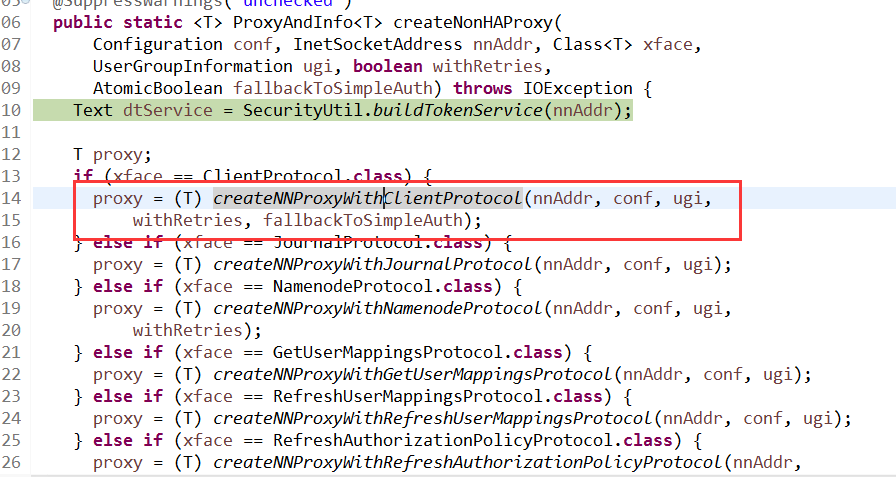 05 @SuppressWarnings("unchecked")
06 public static <T> ProxyAndInfo<T> createNonHAProxy(
07 Configuration conf, InetSocketAddress nnAddr, Class<T> xface,
08 UserGroupInformation ugi, boolean withRetries,
09 AtomicBoolean fallbackToSimpleAuth) throws IOException {
10 Text dtService = SecurityUtil.buildTokenService(nnAddr);
11
12 T proxy;
13 if (xface == ClientProtocol.class) {
14 proxy = (T) createNNProxyWithClientProtocol(nnAddr, conf, ugi,
15 withRetries, fallbackToSimpleAuth);
16 } else if (xface == JournalProtocol.class) {
17 proxy = (T) createNNProxyWithJournalProtocol(nnAddr, conf, ugi);
18 } else if (xface == NamenodeProtocol.class) {
19 proxy = (T) createNNProxyWithNamenodeProtocol(nnAddr, conf, ugi,
20 withRetries);
21 } else if (xface == GetUserMappingsProtocol.class) {
22 proxy = (T) createNNProxyWithGetUserMappingsProtocol(nnAddr, conf, ugi);
23 } else if (xface == RefreshUserMappingsProtocol.class) {
24 proxy = (T) createNNProxyWithRefreshUserMappingsProtocol(nnAddr, conf, ugi);
25 } else if (xface == RefreshAuthorizationPolicyProtocol.class) {
26 proxy = (T) createNNProxyWithRefreshAuthorizationPolicyProtocol(nnAddr,